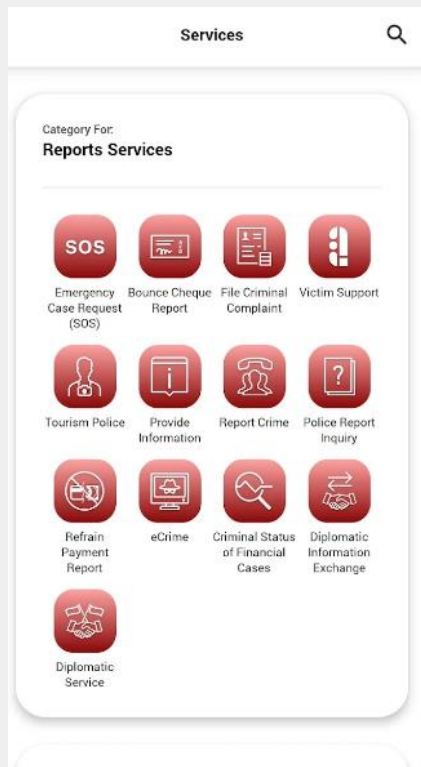 Services
Category For:
Reports Services
SOS
Emergency
Case Request
(SOS)
Bounce Cheque
Report
File Criminal
Complaint
Victim Support
Tourism Police
Provide
Information
Report Crime
Police Report
Inquiry
Refrain
Payment
Report
eCrime
Criminal Status
of Financial
Cases
Diplomatic
Information
Exchange
Diplomatic
Service